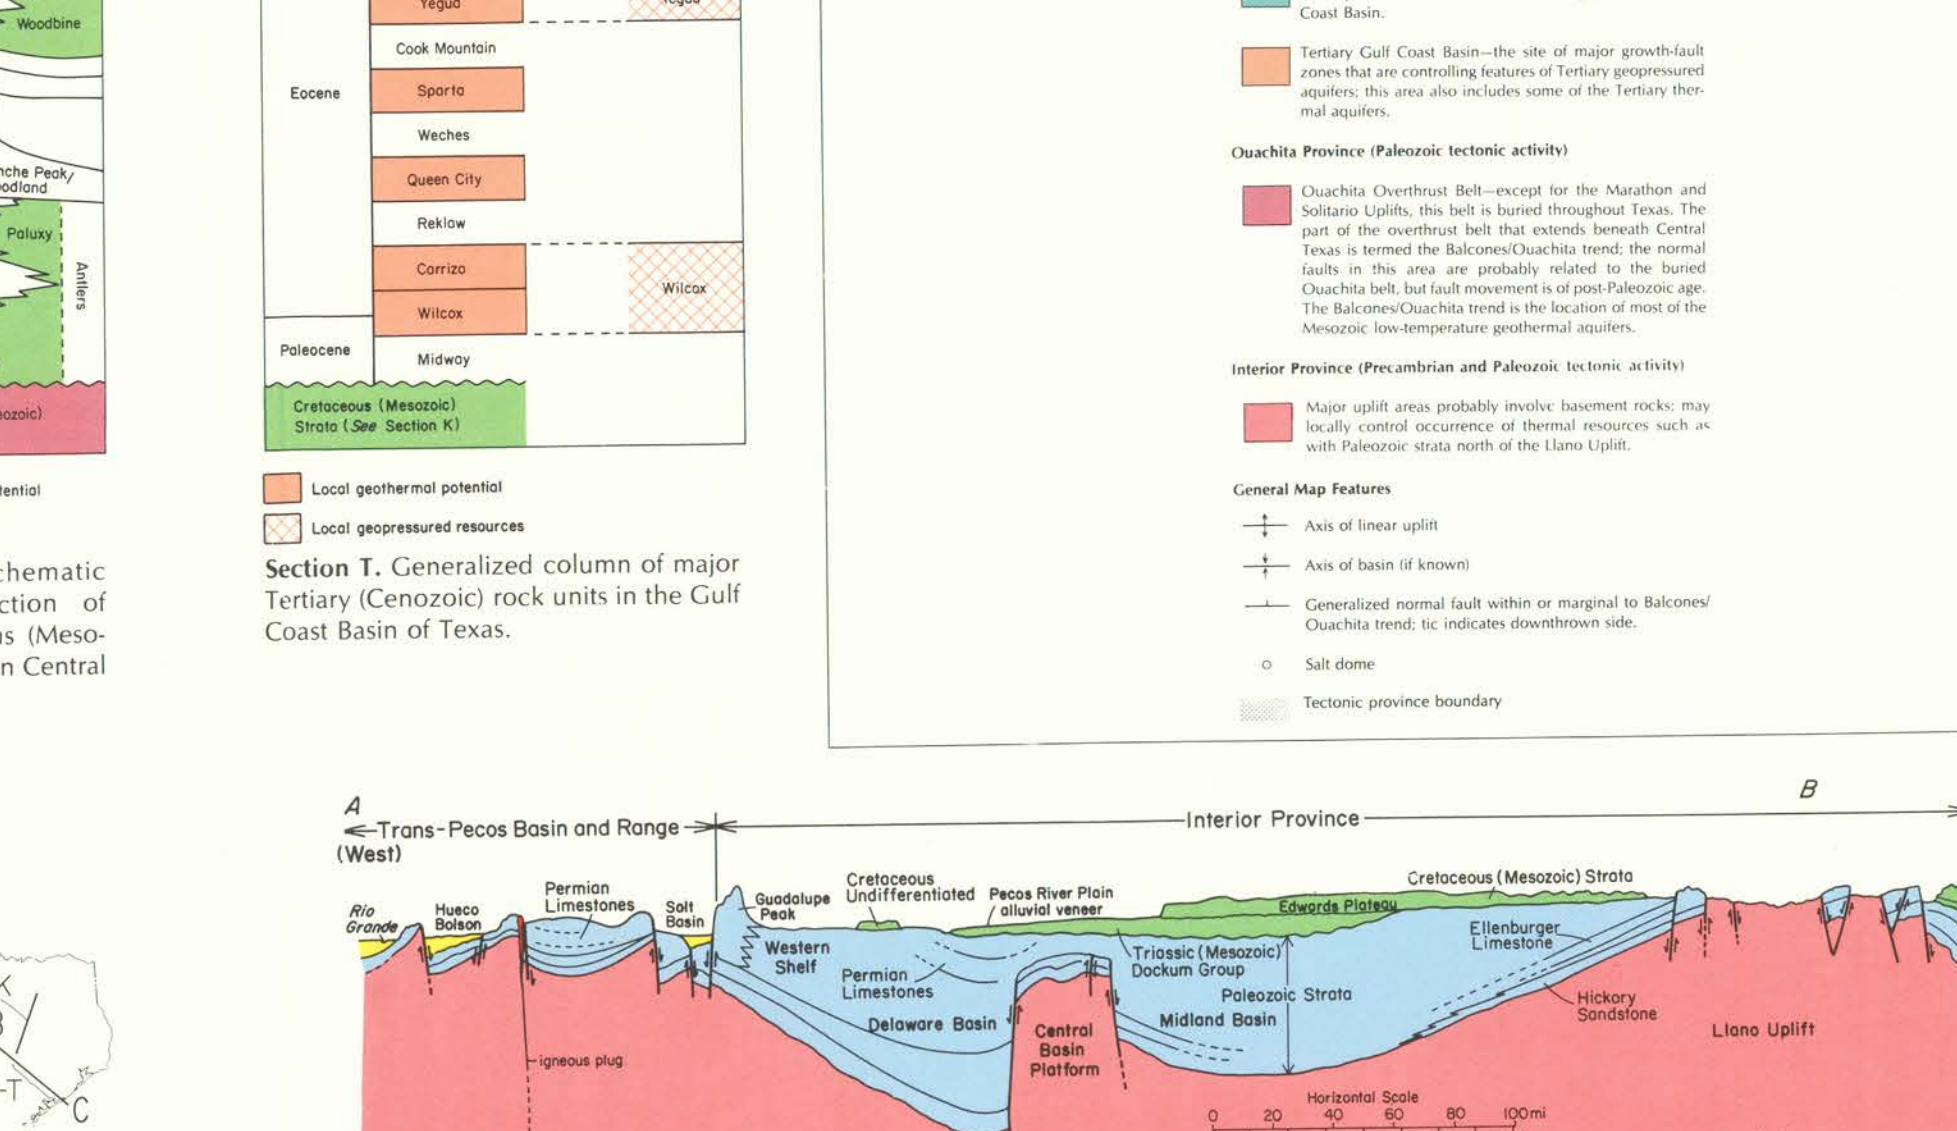 Woodbine
nche Peak/
odland
Paluxy
Antlers
ozoic)
tential
chematic
ction of
s (Meso-
n Central
Yegua
Yegua
Cook Mountain
Eocene
Sparta
Weches
Queen City
Reklaw
Carrizo
Wilcox
Wilcox
Paleocene
Midway
Cretaceous (Mesozoic)
Strata (See Section K)
Local geothermal potential
Local geopressured resources
Section T. Generalized column of major
Tertiary (Cenozoic) rock units in the Gulf
Coast Basin of Texas.
Coast Basin.
Tertiary Gulf Coast Basin—the site of major growth-fault
zones that are controlling features of Tertiary geopressured
aquifers; this area also includes some of the Tertiary ther-
mal aquifers.
Ouachita Province (Paleozoic tectonic activity)
Ouachita Overthrust Belt—except for the Marathon and
Solitario Uplifts, this belt is buried throughout Texas. The
part of the overthrust belt that extends beneath Central
Texas is termed the Balcones/Ouachita trend; the normal
faults in this area are probably related to the buried
Ouachita belt, but fault movement is of post-Paleozoic age.
The Balcones/Ouachita trend is the location of most of the
Mesozoic low-temperature geothermal aquifers.
Interior Province (Precambrian and Paleozoic tectonic activity)
Major uplift areas probably involve basement rocks; may
locally control occurrence of thermal resources such as
with Paleozoic strata north of the Llano Uplift.
General Map Features
Axis of linear uplift
Axis of basin (if known)
Generalized normal fault within or marginal to Balcones/
Ouachita trend; tic indicates downthrown side.
Salt dome
Tectonic province boundary
A
B
Trans-Pecos Basin and Range
Interior Province
(West)
Rio
Grande
Hueco
Bolson
Permian
Limestones
Salt
Basin
Guadalupe
Peak
Cretaceous
Undifferentiated
Pecos River Plain
alluvial veneer
Cretaceous (Mesozoic) Strata
Edwards Plateau
Western
Shelf
Permian
Limestones
Triassic (Mesozoic)
Dockum Group
Ellenburger
Limestone
Paleozoic Strata
Hickory
Sandstone
Delaware Basin
Central
Basin
Platform
Midland Basin
Llano Uplift
igneous plug
Horizontal Scale
0 20 40 60 80 100mi
K
-T
C